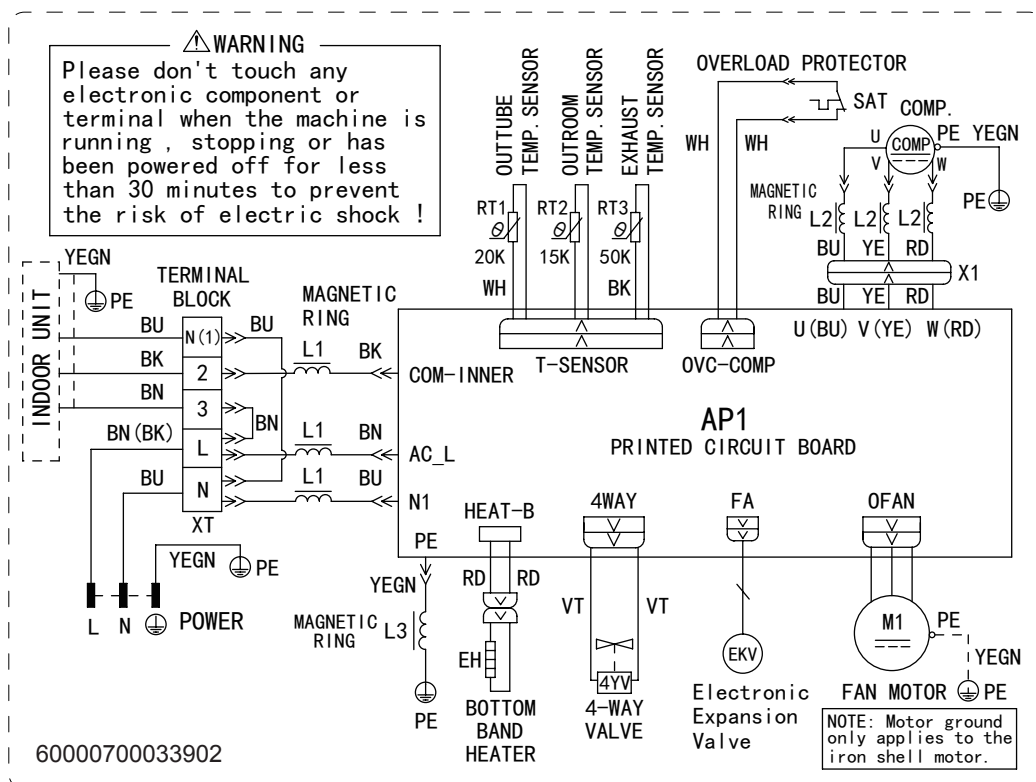 WARNING
Please don't touch any
electronic component or
terminal when the machine is
running , stopping or has
been powered off for less
than 30 minutes to prevent
the risk of electric shock !
OUTTUBE
TEMP. SENSOR
OUTROOM
TEMP. SENSOR
EXHAUST
TEMP. SENSOR
RT1
RT2
RT3
20K
15K
50K
WH
BK
OVERLOAD PROTECTOR
SAT
WH
WH
COMP.
U
COMP
PE YEGN
V
W
PE
MAGNETIC
RING
L2
L2
L2
BU
YE
RD
X1
BU
YE
RD
U(BU)
V(YE)
W(RD)
INDOOR UNIT
YEGN
PE
TERMINAL
BLOCK
MAGNETIC
RING
BU
N(1)
BU
L1
BK
BK
2
COM-INNER
BN
3
BN
BN(BK)
L
L1
BN
AC_L
BU
N
L1
BU
N1
XT
YEGN
PE
L
N
POWER
T-SENSOR
OVC-COMP
AP1
PRINTED CIRCUIT BOARD
PE
HEAT-B
4WAY
FA
OFAN
YEGN
MAGNETIC
RING
L3
PE
RD
RD
EH
BOTTOM
BAND
HEATER
VT
VT
4YV
4-WAY
VALVE
EKV
Electronic
Expansion
Valve
M1
PE
YEGN
FAN MOTOR
PE
NOTE: Motor ground
only applies to the
iron shell motor.
60000700033902